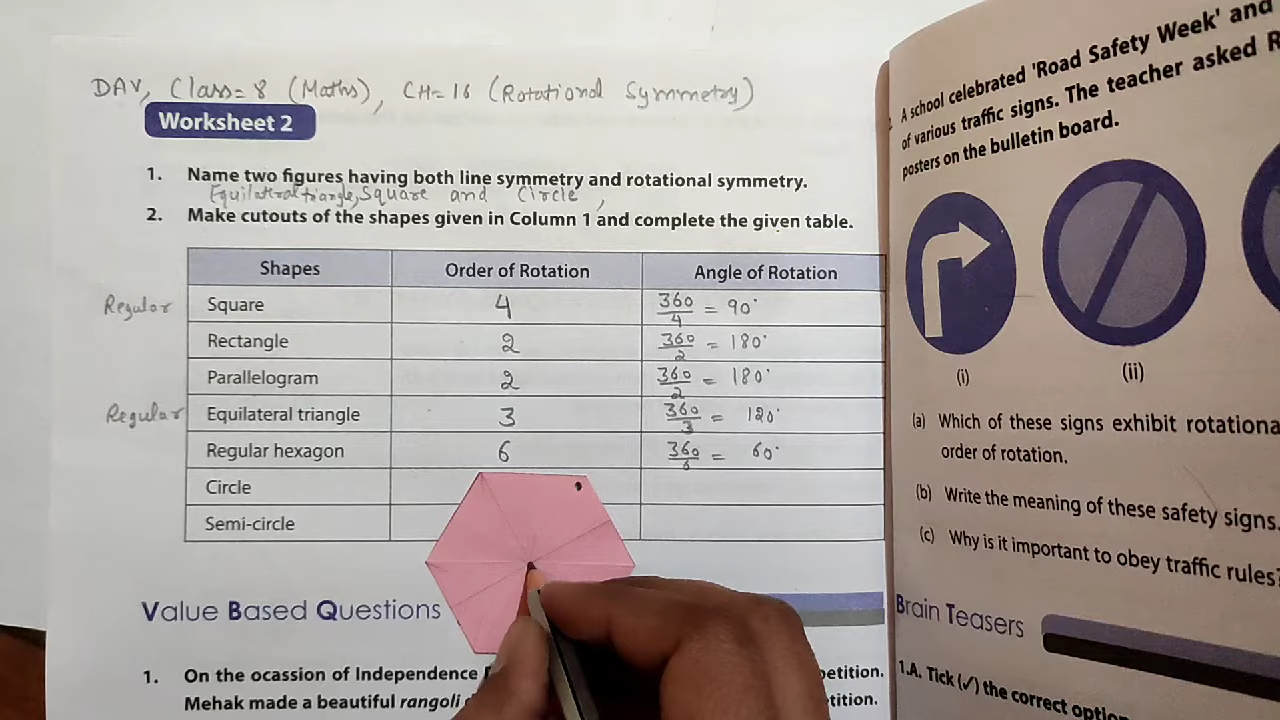 DAV, Class= 8 (Maths), CH= 16 (Rotational Symmetry)
Worksheet 2
1. Name two figures having both line symmetry and rotational symmetry.
Equilateral triangle, Square and Circle,
2. Make cutouts of the shapes given in Column 1 and complete the given table.
Shapes Order of Rotation Angle of Rotation
Regular Square 4 360/4 = 90°
Rectangle 2 360/2 = 180°
Parallelogram 2 360/2 = 180°
Regular Equilateral triangle 3 360/3 = 120°
Regular hexagon 6 360/6 = 60°
Circle
Semi-circle
Value Based Questions
1. On the ocassion of Independence petition.
Mehak made a beautiful rangoli tition.
A school celebrated 'Road Safety Week' and
of various traffic signs. The teacher asked
posters on the bulletin board.
(i) (ii)
(a) Which of these signs exhibit rotationa
order of rotation.
(b) Write the meaning of these safety signs.
(c) Why is it important to obey traffic rules?
Brain Teasers
1.A. Tick (✓) the correct option